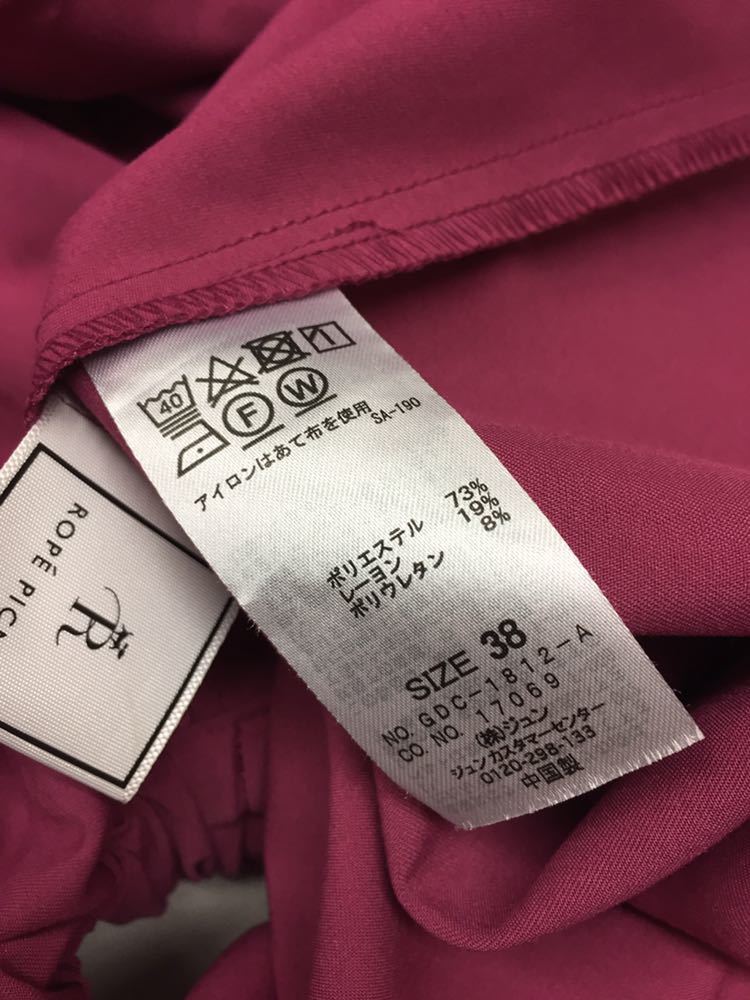 40
F
W
アイロンはあて布を使用
SA-190
ポリエステル 73%
レーヨン 19%
ポリウレタン 8%
SIZE 38
NO. GDC-1812-A
CO. NO. 17069
(株)ジュン
ジュンカスタマーセンター
0120-298-133
中国製
R
ROPÉ PICN